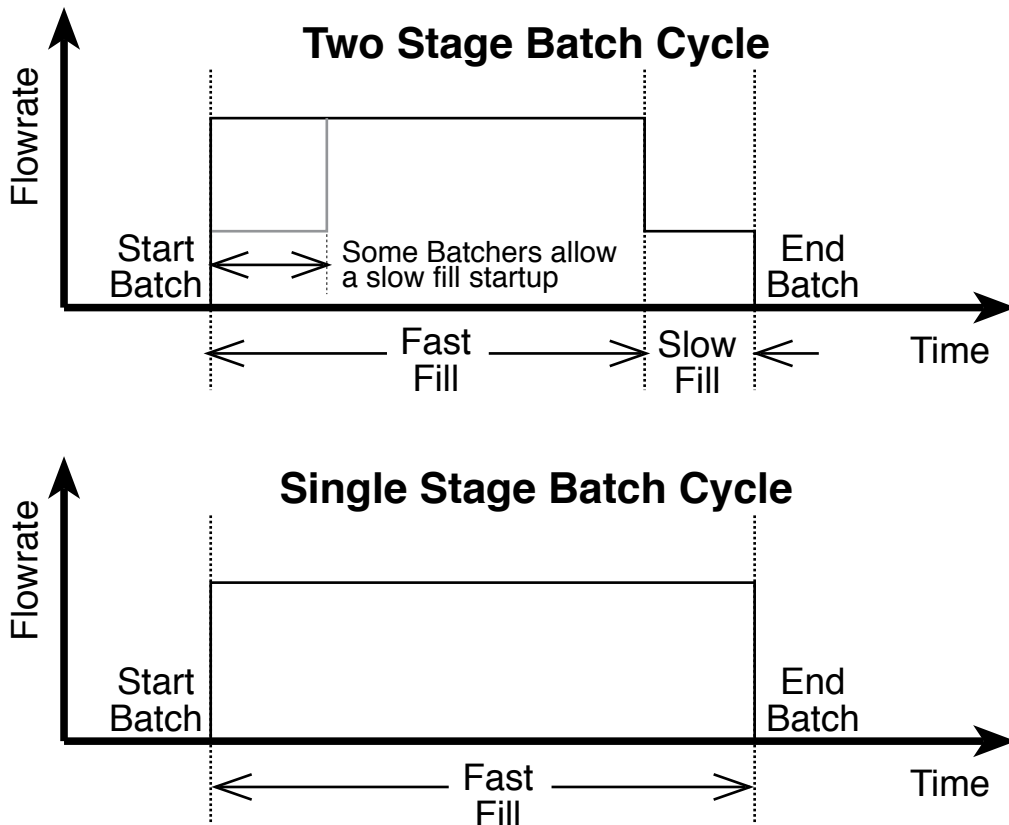 Two Stage Batch Cycle
Flowrate
Start
Batch
Some Batchers allow
a slow fill startup
End
Batch
Fast
Fill
Slow
Fill
Time
Single Stage Batch Cycle
Flowrate
Start
Batch
End
Batch
Fast
Fill
Time